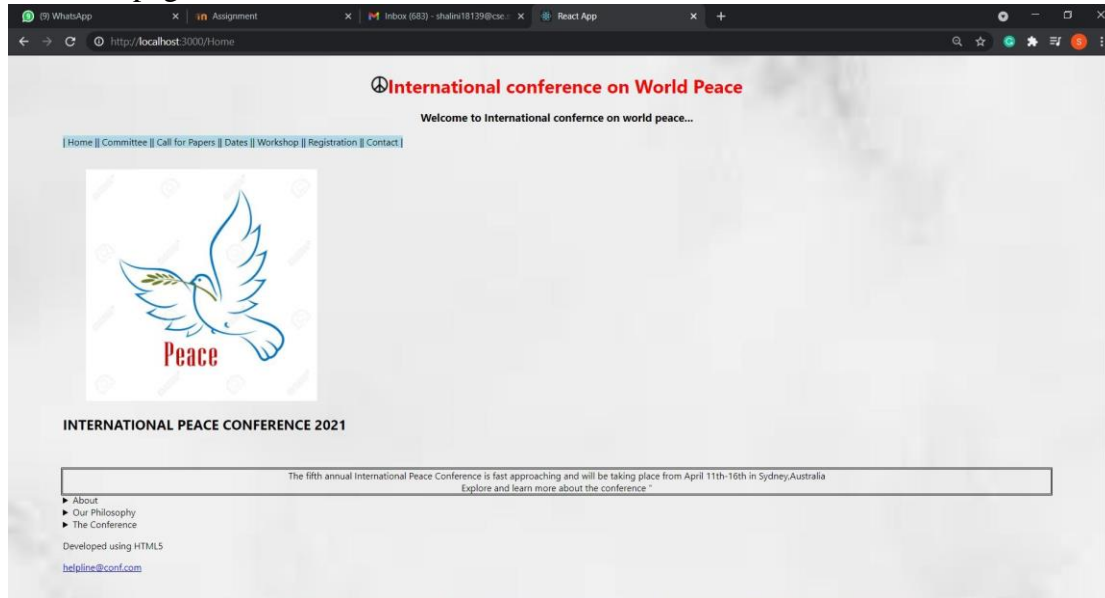 (9) WhatsApp
Assignment
Inbox (683) - shalini18139@cse.s
React App
http://localhost:3000/Home
S
☮International conference on World Peace
Welcome to International confernce on world peace...
| Home || Committee || Call for Papers || Dates || Workshop || Registration || Contact |
Peace
INTERNATIONAL PEACE CONFERENCE 2021
The fifth annual International Peace Conference is fast approaching and will be taking place from April 11th-16th in Sydney,Australia
Explore and learn more about the conference "
► About
► Our Philosophy
► The Conference
Developed using HTML5
helpline@conf.com